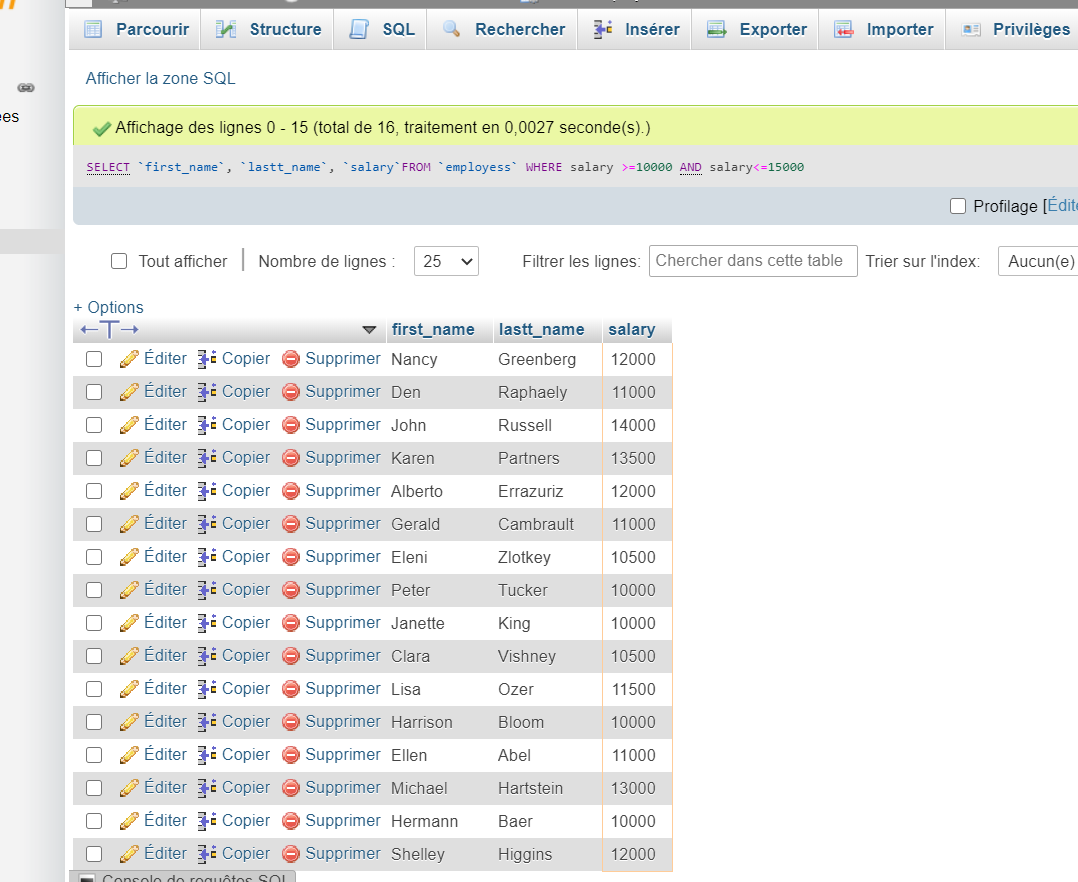 Parcourir Structure SQL Rechercher Insérer Exporter Importer Privilèges
Afficher la zone SQL
Affichage des lignes 0 - 15 (total de 16, traitement en 0,0027 seconde(s).)
SELECT `first_name`, `lastt_name`, `salary`FROM `employess` WHERE salary >=10000 AND salary<=15000
Profilage [Édite
Tout afficher Nombre de lignes : 25 Filtrer les lignes: Chercher dans cette table Trier sur l'index: Aucun(e)
+ Options
←T→ first_name lastt_name salary
Éditer Copier Supprimer Nancy Greenberg 12000
Éditer Copier Supprimer Den Raphaely 11000
Éditer Copier Supprimer John Russell 14000
Éditer Copier Supprimer Karen Partners 13500
Éditer Copier Supprimer Alberto Errazuriz 12000
Éditer Copier Supprimer Gerald Cambrault 11000
Éditer Copier Supprimer Eleni Zlotkey 10500
Éditer Copier Supprimer Peter Tucker 10000
Éditer Copier Supprimer Janette King 10000
Éditer Copier Supprimer Clara Vishney 10500
Éditer Copier Supprimer Lisa Ozer 11500
Éditer Copier Supprimer Harrison Bloom 10000
Éditer Copier Supprimer Ellen Abel 11000
Éditer Copier Supprimer Michael Hartstein 13000
Éditer Copier Supprimer Hermann Baer 10000
Éditer Copier Supprimer Shelley Higgins 12000
Console de requêtes SQL